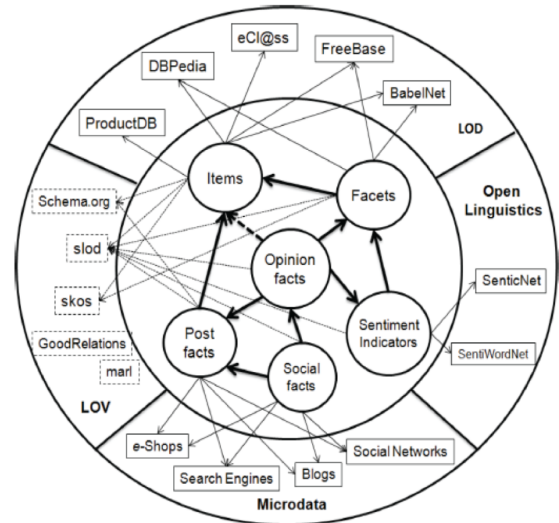 eCl@ss
DBPedia
FreeBase
BabelNet
ProductDB
LOD
Items
Facets
Open
Linguistics
Schema.org
slod
Opinion
facts
skos
SenticNet
GoodRelations
Post
facts
Sentiment
Indicators
SentiWordNet
marl
Social
facts
LOV
e-Shops
Social Networks
Search Engines
Blogs
Microdata